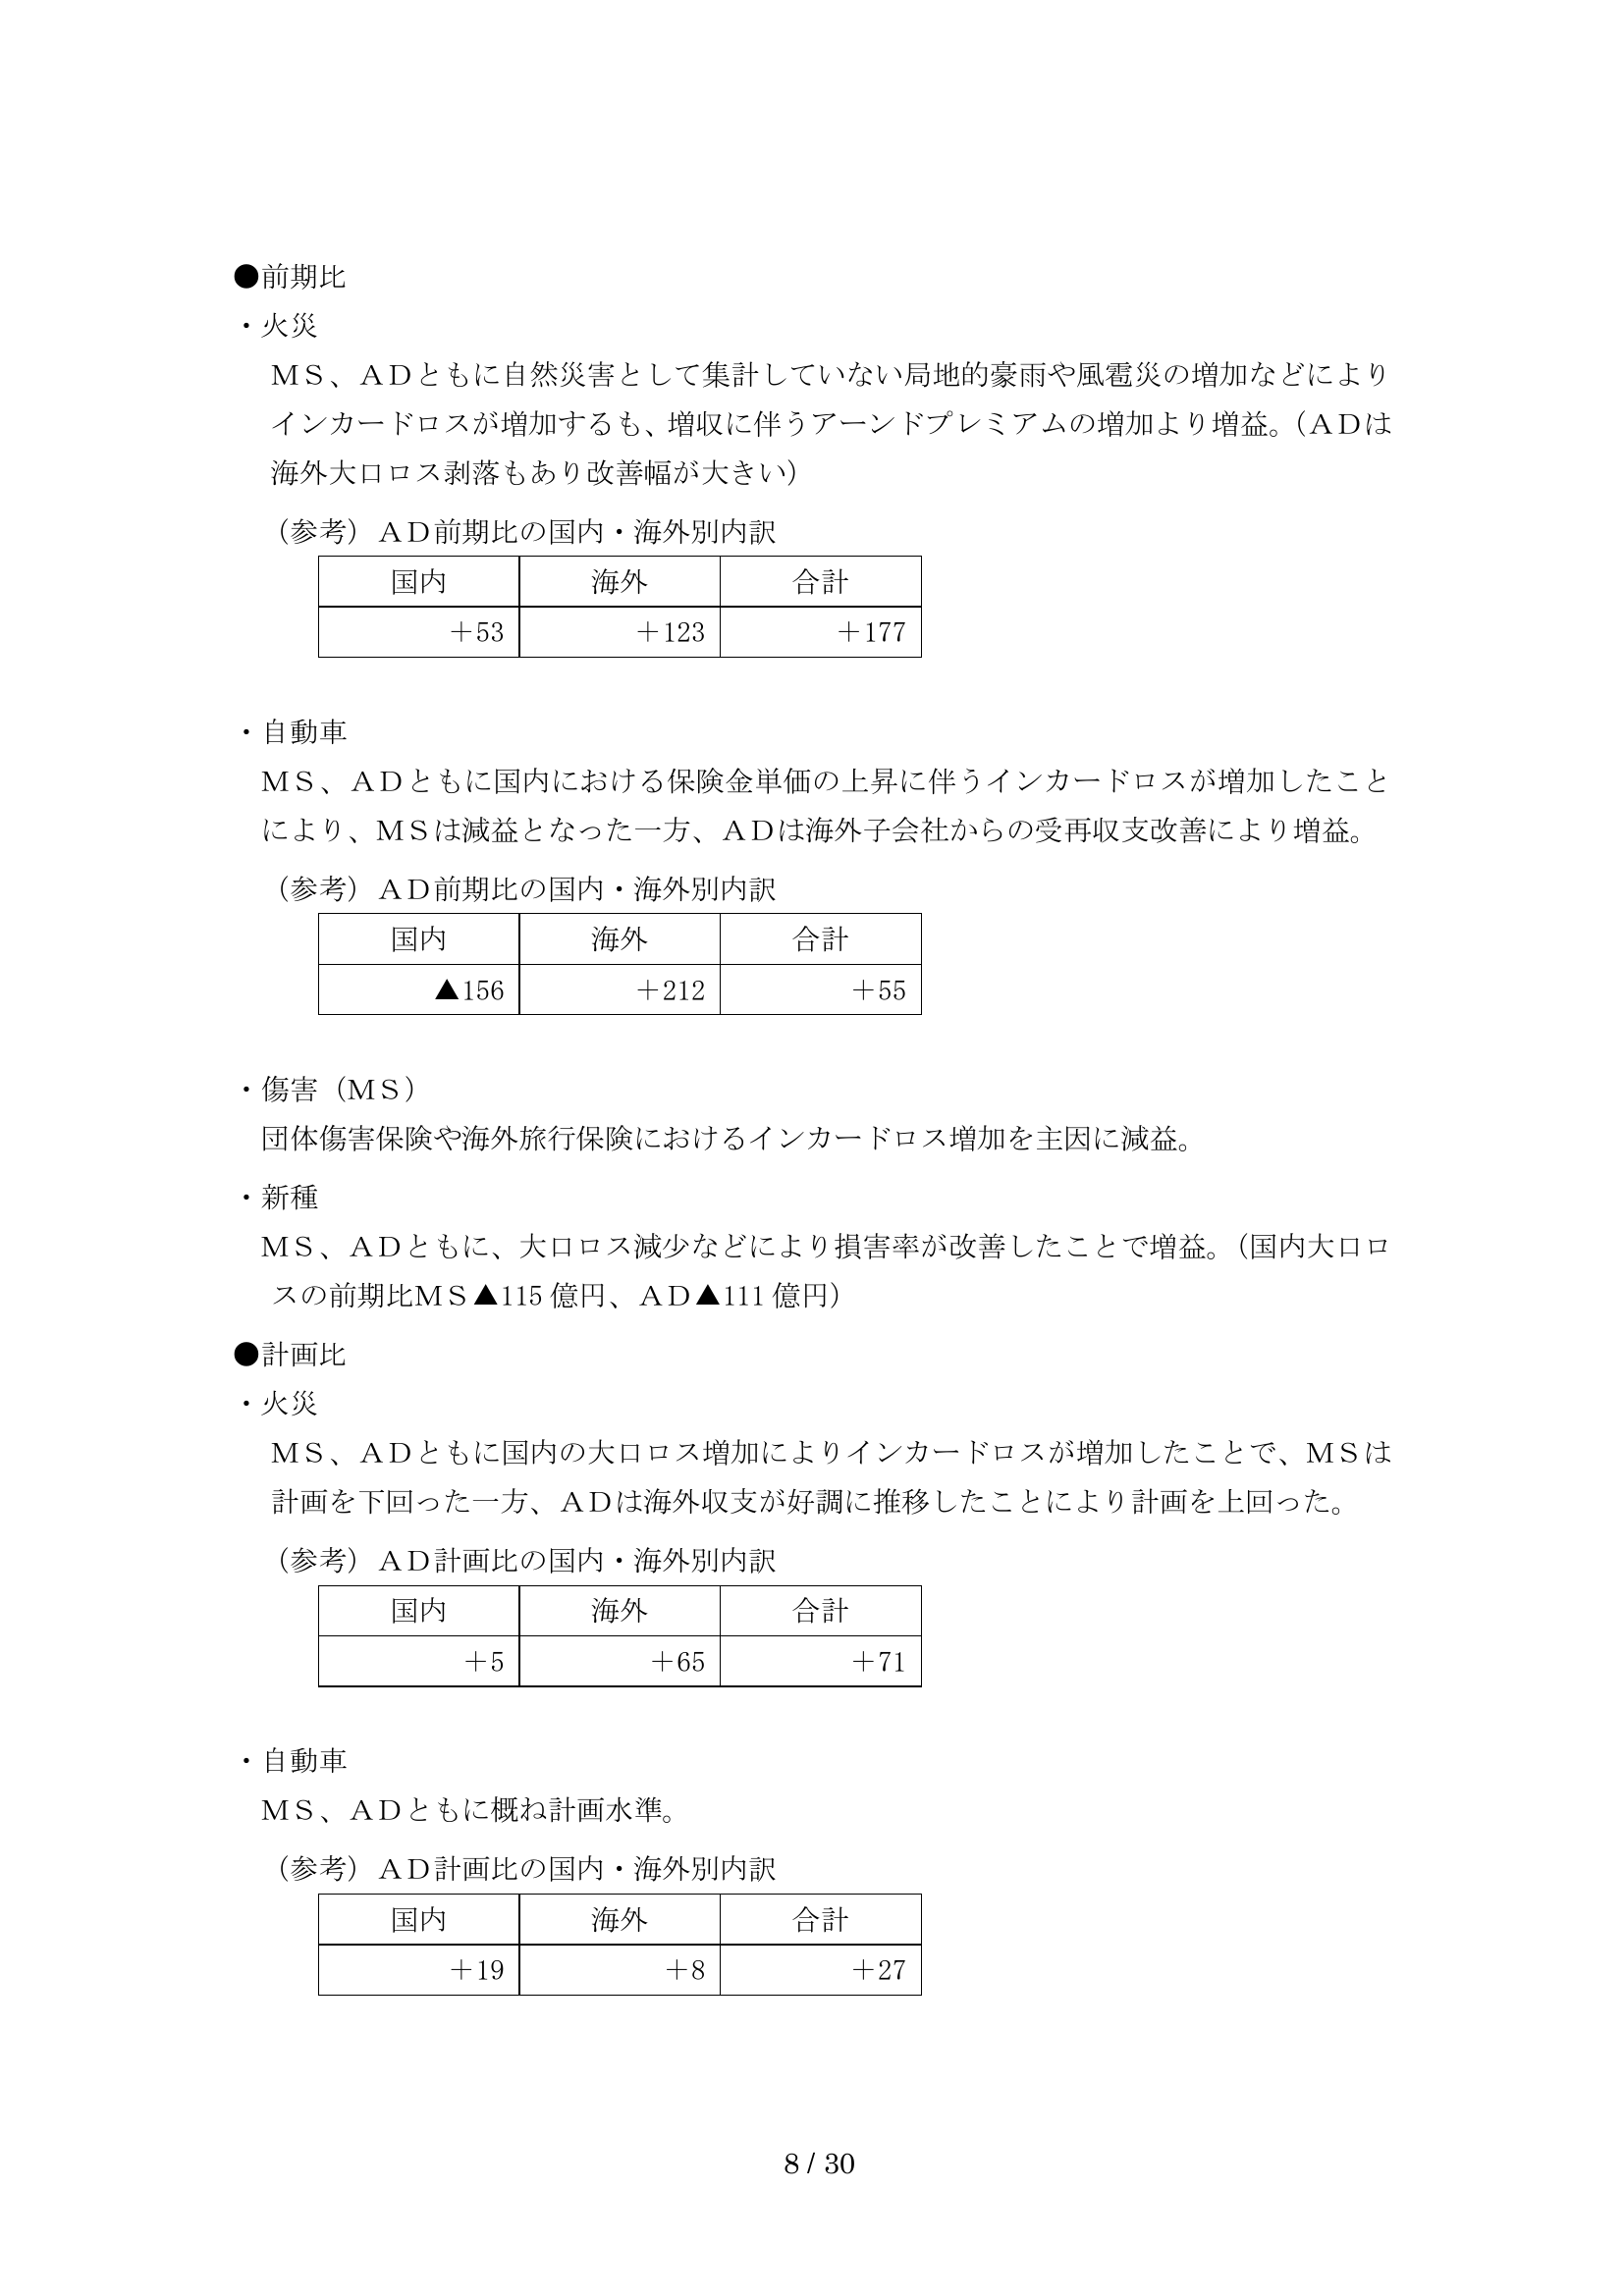 ●前期比
・火災
ＭＳ、ＡＤともに自然災害として集計していない局地的豪雨や風雹災の増加などにより
インカードロスが増加するも、増収に伴うアーンドプレミアムの増加より増益。（ＡＤは
海外大口ロス剥落もあり改善幅が大きい）
（参考）ＡＤ前期比の国内・海外別内訳
国内 海外 合計
＋53 ＋123 ＋177
・自動車
ＭＳ、ＡＤともに国内における保険金単価の上昇に伴うインカードロスが増加したこと
により、ＭＳは減益となった一方、ＡＤは海外子会社からの受再収支改善により増益。
（参考）ＡＤ前期比の国内・海外別内訳
国内 海外 合計
▲156 ＋212 ＋55
・傷害（ＭＳ）
団体傷害保険や海外旅行保険におけるインカードロス増加を主因に減益。
・新種
ＭＳ、ＡＤともに、大口ロス減少などにより損害率が改善したことで増益。（国内大口ロ
スの前期比ＭＳ▲115 億円、ＡＤ▲111 億円）
●計画比
・火災
ＭＳ、ＡＤともに国内の大口ロス増加によりインカードロスが増加したことで、ＭＳは
計画を下回った一方、ＡＤは海外収支が好調に推移したことにより計画を上回った。
（参考）ＡＤ計画比の国内・海外別内訳
国内 海外 合計
＋5 ＋65 ＋71
・自動車
ＭＳ、ＡＤともに概ね計画水準。
（参考）ＡＤ計画比の国内・海外別内訳
国内 海外 合計
＋19 ＋8 ＋27
8 / 30